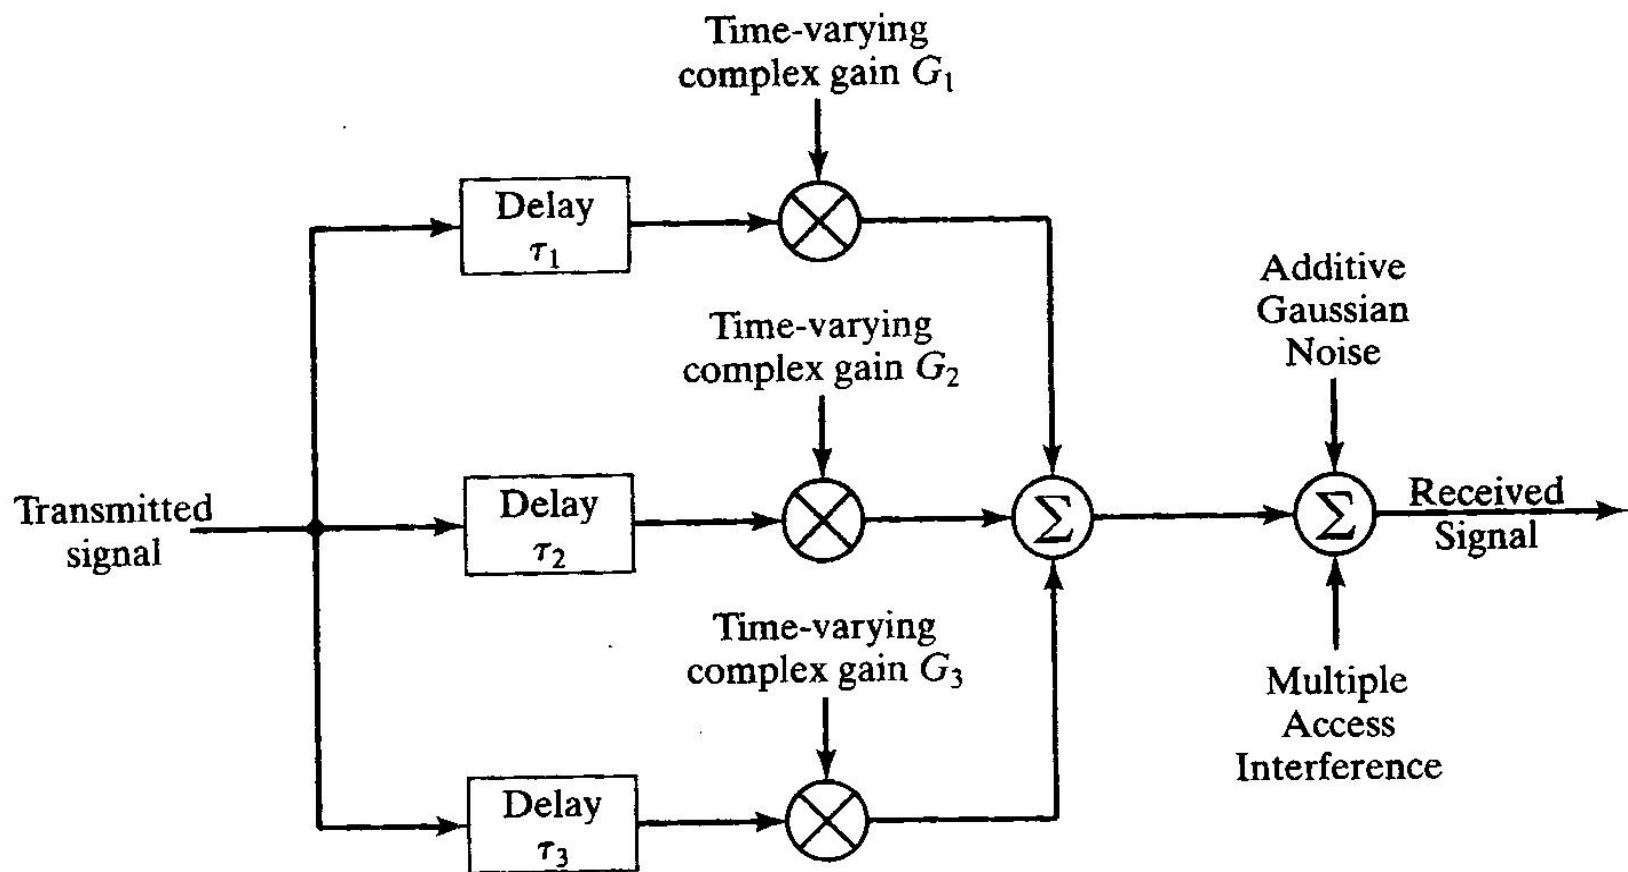 Time-varying
complex gain G₁
Delay
τ₁
Time-varying
complex gain G₂
Additive
Gaussian
Noise
Transmitted
signal
Delay
τ₂
Σ
Σ
Received
Signal
Time-varying
complex gain G₃
Multiple
Access
Interference
Delay
τ₃